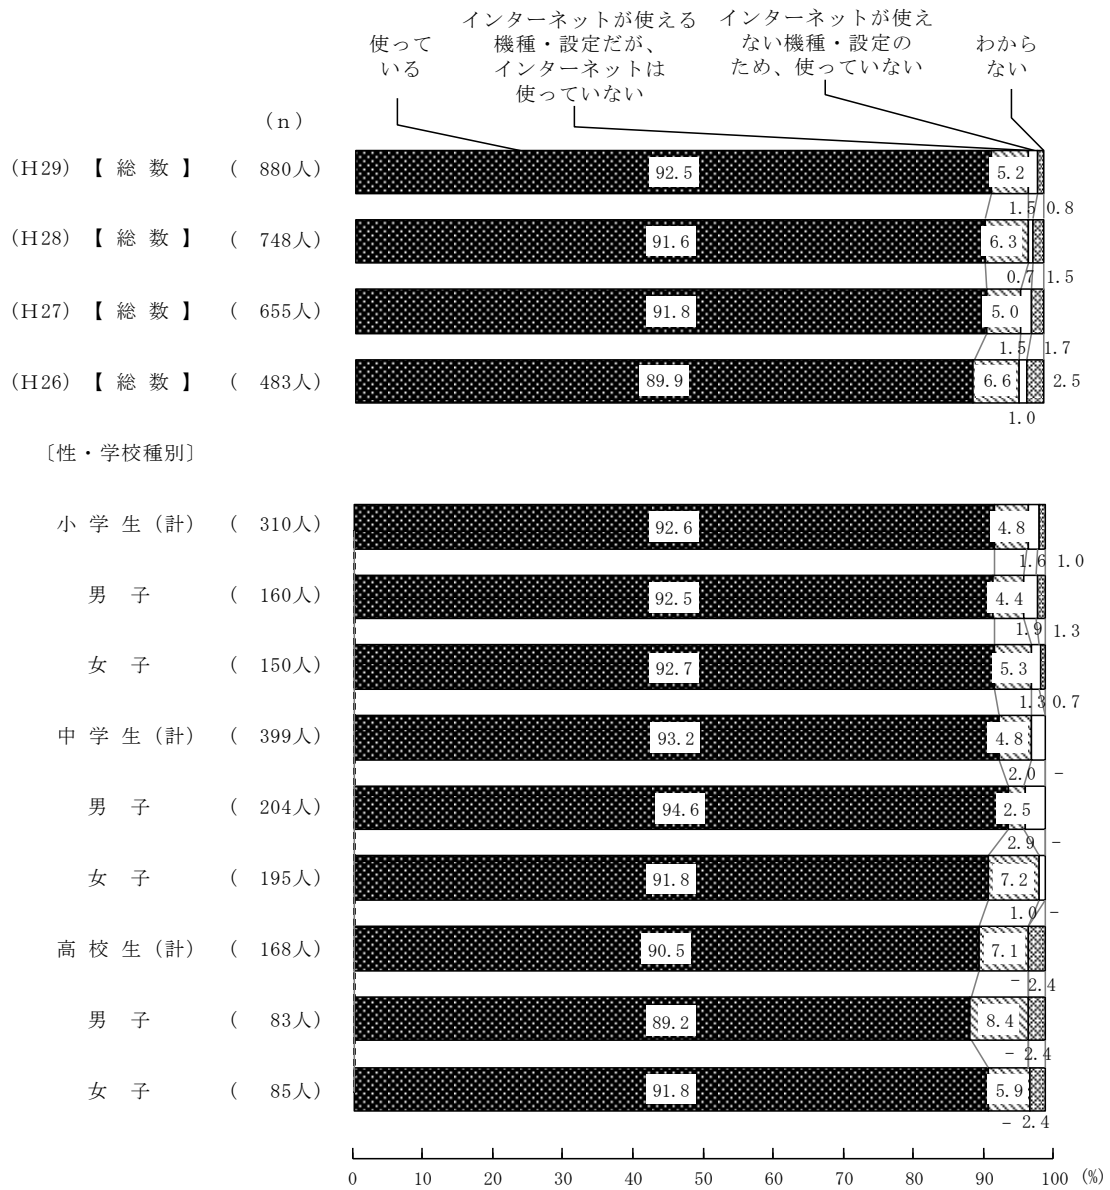 使って
いる
インターネットが使える
機種・設定だが、
インターネットは
使っていない
インターネットが使え
ない機種・設定の
ため、使っていない
わから
ない
(n)
(H29)【 総 数 】 ( 880人) 92.5 5.2
1.5 0.8
(H28)【 総 数 】 ( 748人) 91.6 6.3
0.7 1.5
(H27)【 総 数 】 ( 655人) 91.8 5.0
1.5 1.7
(H26)【 総 数 】 ( 483人) 89.9 6.6 2.5
1.0
〔性・学校種別〕
小 学 生(計) ( 310人) 92.6 4.8
1.6 1.0
男 子 ( 160人) 92.5 4.4
1.9 1.3
女 子 ( 150人) 92.7 5.3
1.3 0.7
中 学 生(計) ( 399人) 93.2 4.8
2.0 -
男 子 ( 204人) 94.6 2.5
2.9 -
女 子 ( 195人) 91.8 7.2
1.0 -
高 校 生(計) ( 168人) 90.5 7.1
- 2.4
男 子 ( 83人) 89.2 8.4
- 2.4
女 子 ( 85人) 91.8 5.9
- 2.4
0 10 20 30 40 50 60 70 80 90 100 (%)